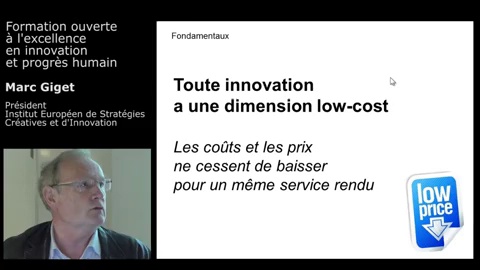 Formation ouverte
à l'excellence
en innovation
et progrès humain
Marc Giget
Président
Institut Européen de Stratégies
Créatives et d'Innovation
Fondamentaux
Toute innovation
a une dimension low-cost
Les coûts et les prix
ne cessent de baisser
pour un même service rendu
low
price